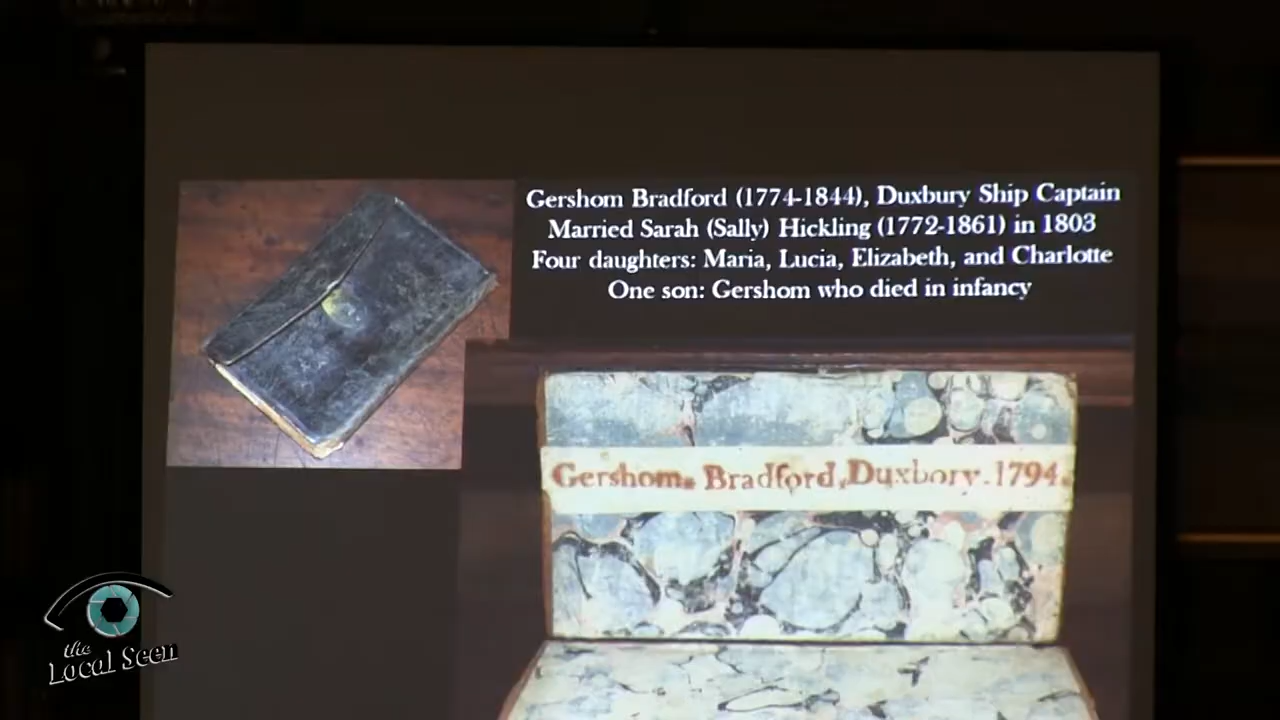 Gershom Bradford (1774-1844), Duxbury Ship Captain
Married Sarah (Sally) Hickling (1772-1861) in 1803
Four daughters: Maria, Lucia, Elizabeth, and Charlotte
One son: Gershom who died in infancy
Gershom. Bradford, Duxbory. 1794.
the
Local Seen